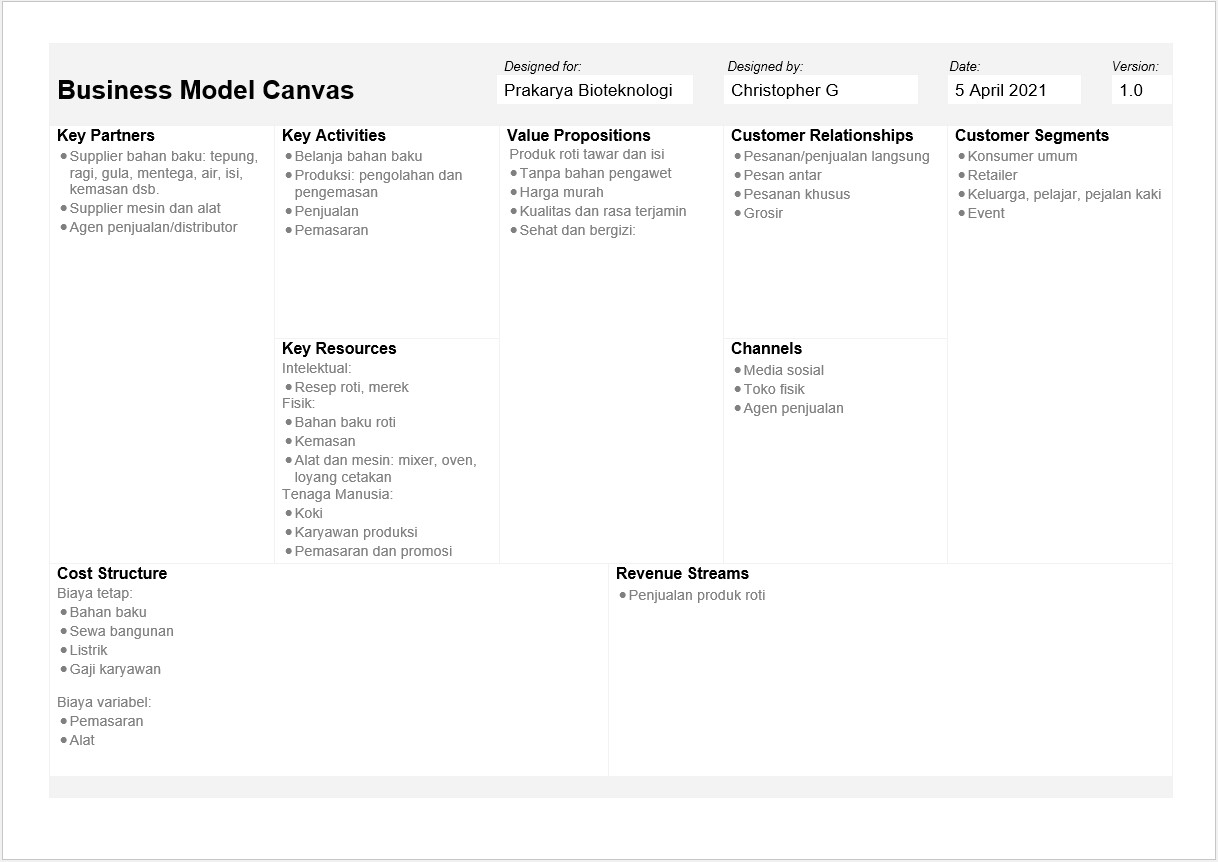 Business Model Canvas
Designed for:
Prakarya Bioteknologi
Designed by:
Christopher G
Date:
5 April 2021
Version:
1.0
Key Partners
● Supplier bahan baku: tepung,
ragi, gula, mentega, air, isi,
kemasan dsb.
● Supplier mesin dan alat
● Agen penjualan/distributor
Key Activities
● Belanja bahan baku
● Produksi: pengolahan dan
pengemasan
● Penjualan
● Pemasaran
Key Resources
Intelektual:
● Resep roti, merek
Fisik:
● Bahan baku roti
● Kemasan
● Alat dan mesin: mixer, oven,
loyang cetakan
Tenaga Manusia:
● Koki
● Karyawan produksi
● Pemasaran dan promosi
Value Propositions
Produk roti tawar dan isi
● Tanpa bahan pengawet
● Harga murah
● Kualitas dan rasa terjamin
● Sehat dan bergizi:
Customer Relationships
● Pesanan/penjualan langsung
● Pesan antar
● Pesanan khusus
● Grosir
Channels
● Media sosial
● Toko fisik
● Agen penjualan
Customer Segments
● Konsumer umum
● Retailer
● Keluarga, pelajar, pejalan kaki
● Event
Cost Structure
Biaya tetap:
● Bahan baku
● Sewa bangunan
● Listrik
● Gaji karyawan
Biaya variabel:
● Pemasaran
● Alat
Revenue Streams
● Penjualan produk roti